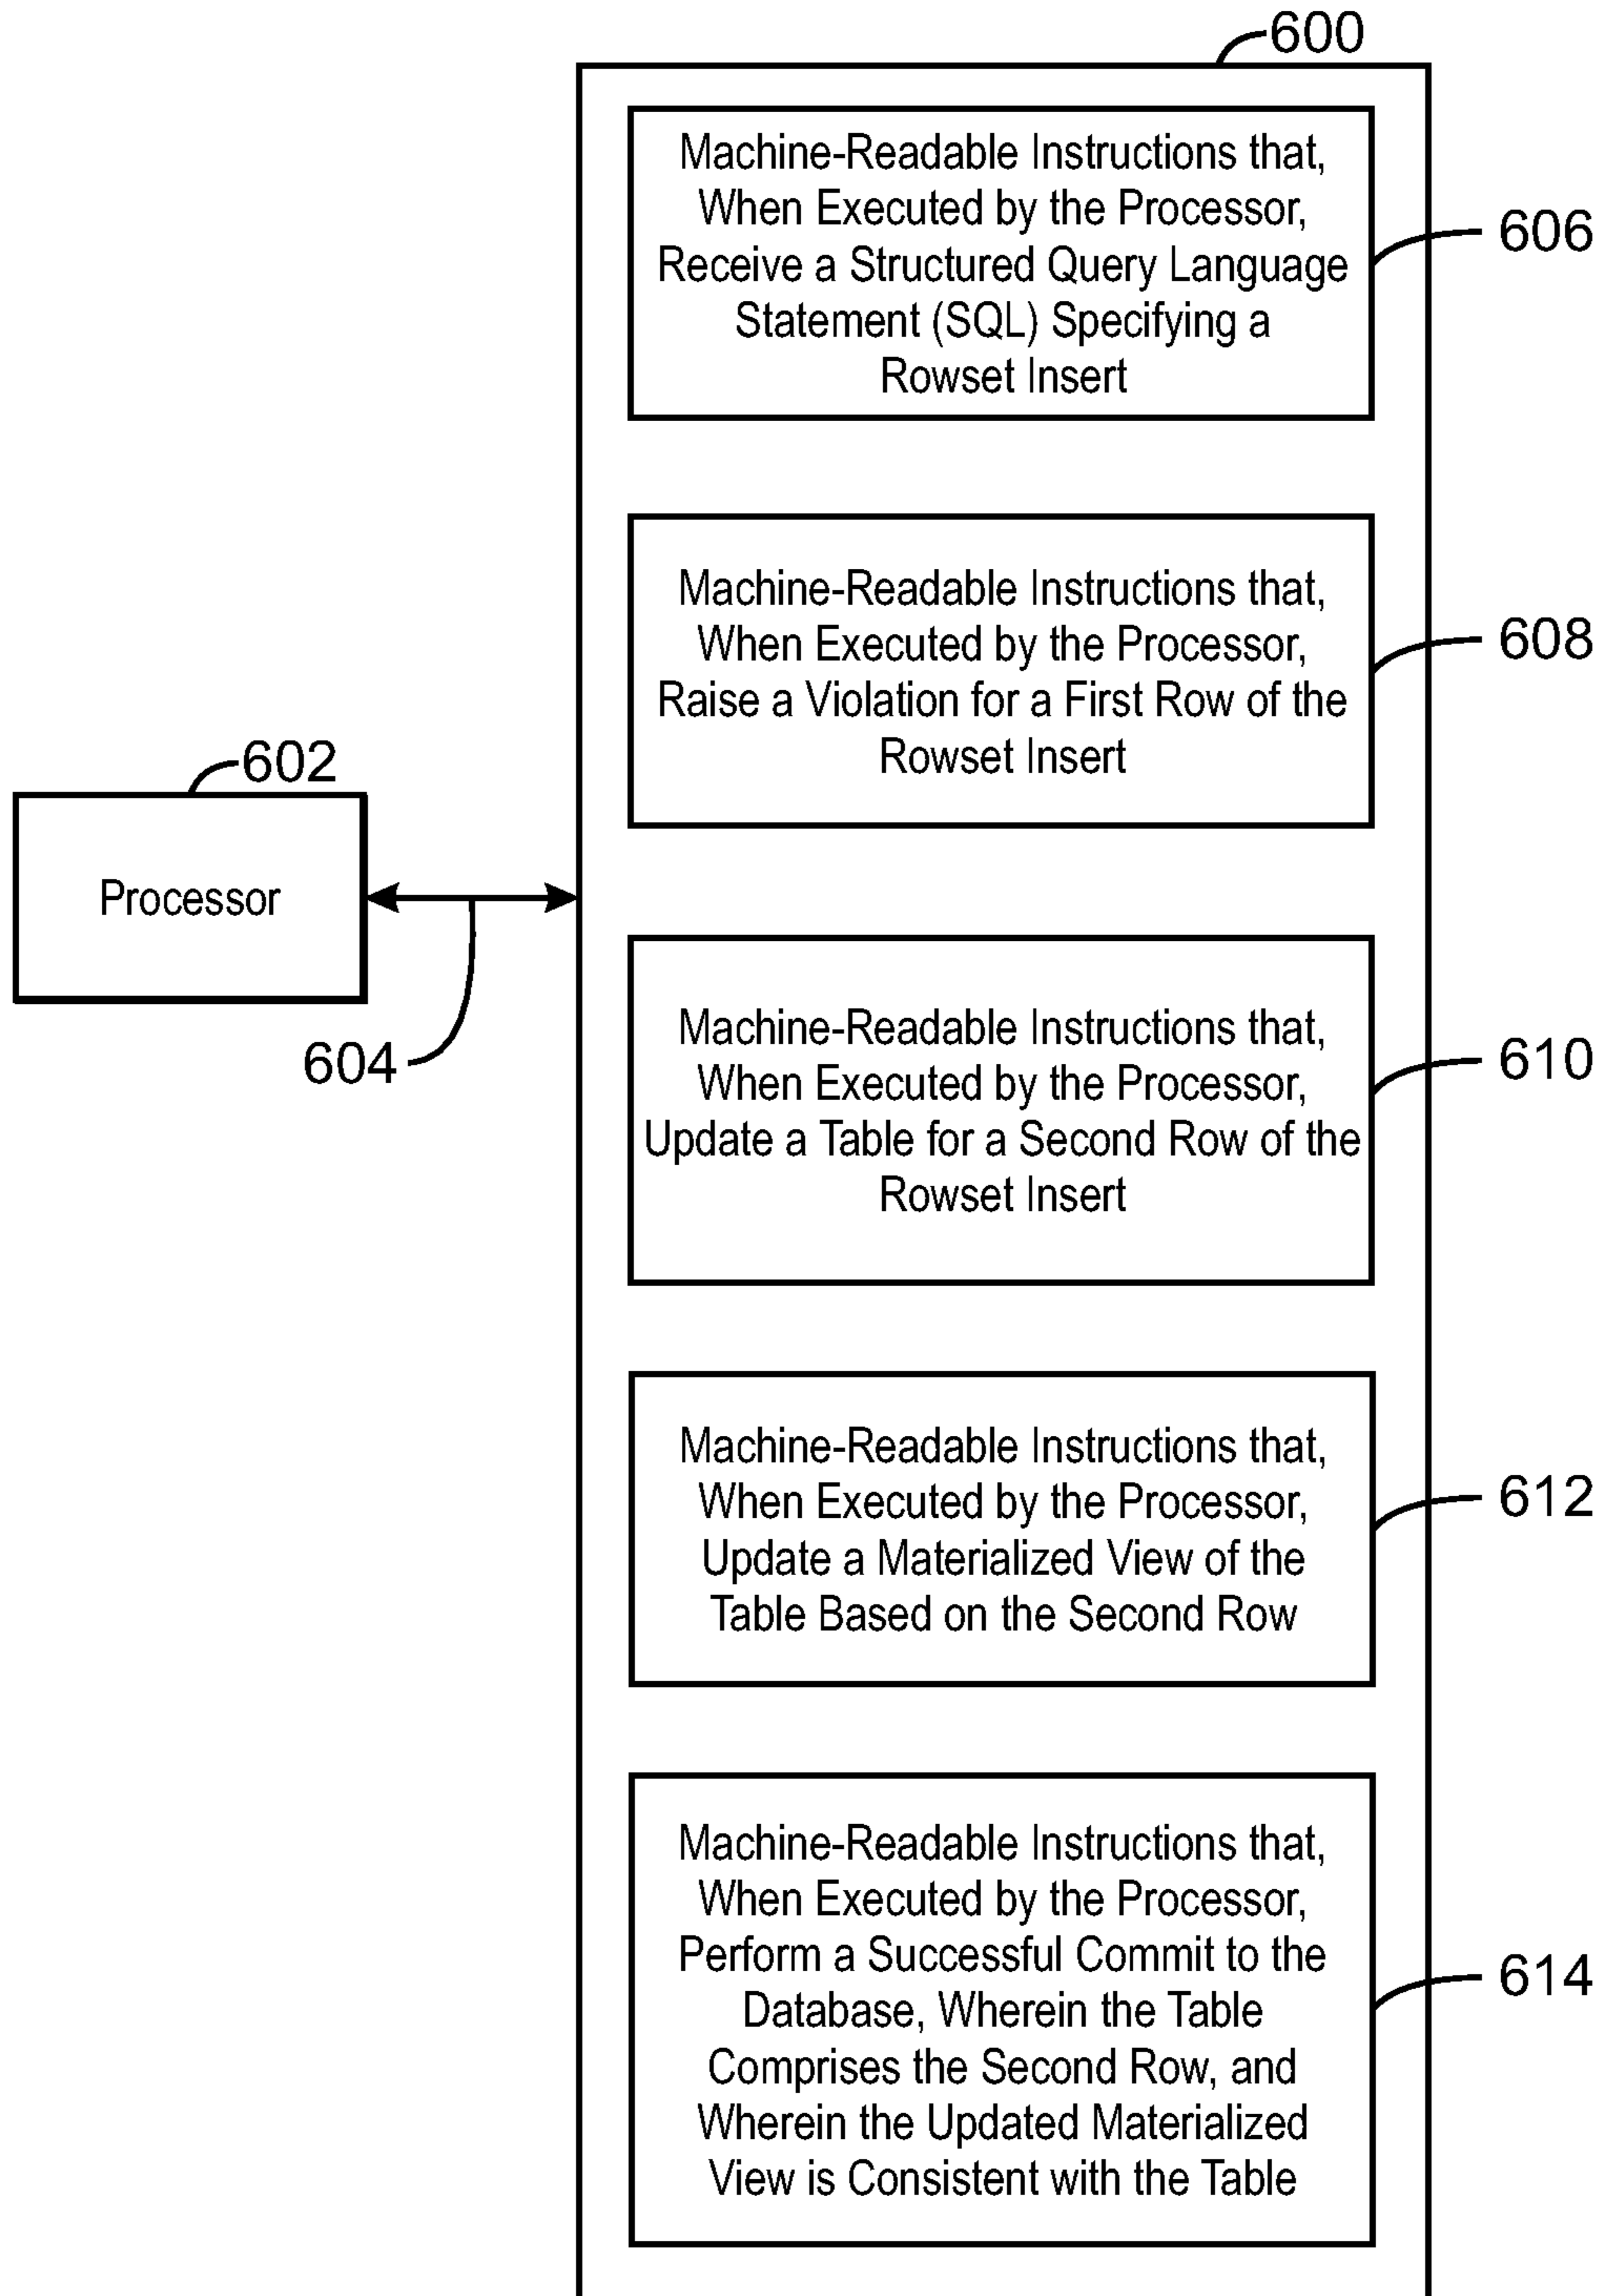 600
Machine-Readable Instructions that,
When Executed by the Processor,
Receive a Structured Query Language
Statement (SQL) Specifying a
Rowset Insert
606
Machine-Readable Instructions that,
When Executed by the Processor,
Raise a Violation for a First Row of the
Rowset Insert
608
602
Processor
604
Machine-Readable Instructions that,
When Executed by the Processor,
Update a Table for a Second Row of the
Rowset Insert
610
Machine-Readable Instructions that,
When Executed by the Processor,
Update a Materialized View of the
Table Based on the Second Row
612
Machine-Readable Instructions that,
When Executed by the Processor,
Perform a Successful Commit to the
Database, Wherein the Table
Comprises the Second Row, and
Wherein the Updated Materialized
View is Consistent with the Table
614